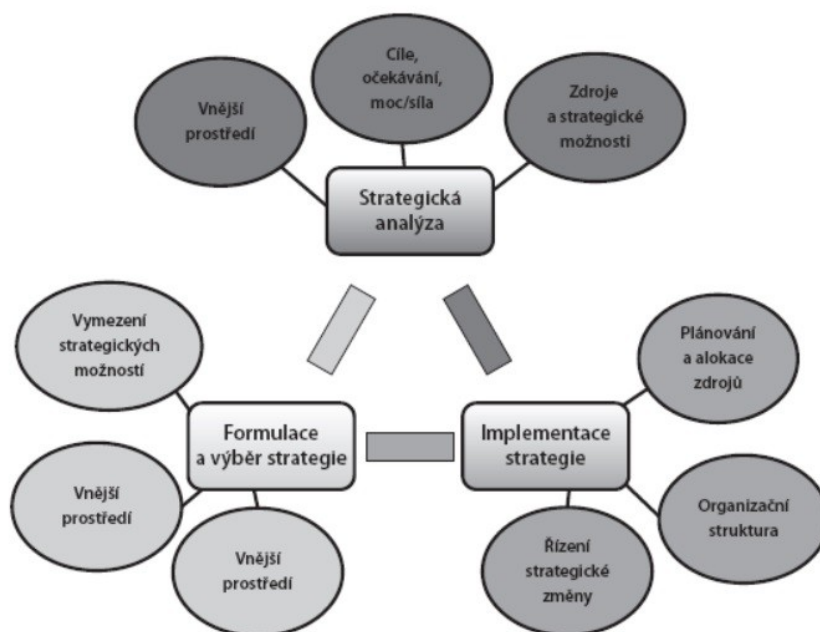 Vnější
prostředí
Cíle,
očekávání,
moc/síla
Zdroje
a strategické
možnosti
Strategická
analýza
Vymezení
strategických
možností
Formulace
a výběr strategie
Vnější
prostředí
Vnější
prostředí
Implementace
strategie
Plánování
a alokace
zdrojů
Organizační
struktura
Řízení
strategické
změny